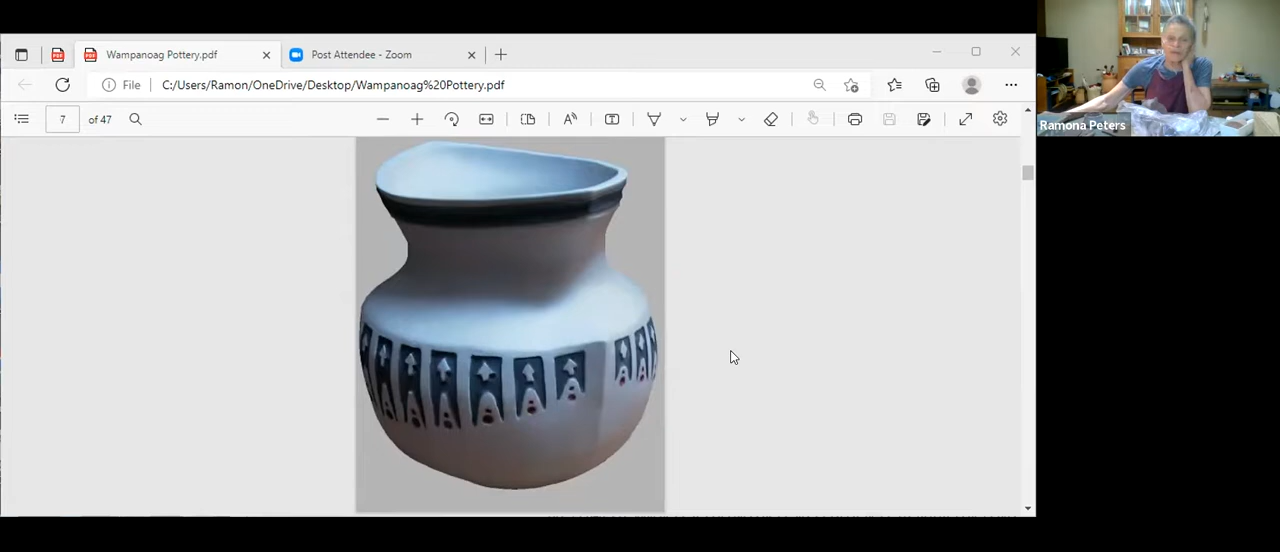 Wampanoag Pottery.pdf
Post Attendee - Zoom
File
C:/Users/Ramon/OneDrive/Desktop/Wampanoag%20Pottery.pdf
7 of 47
Ramona Peters